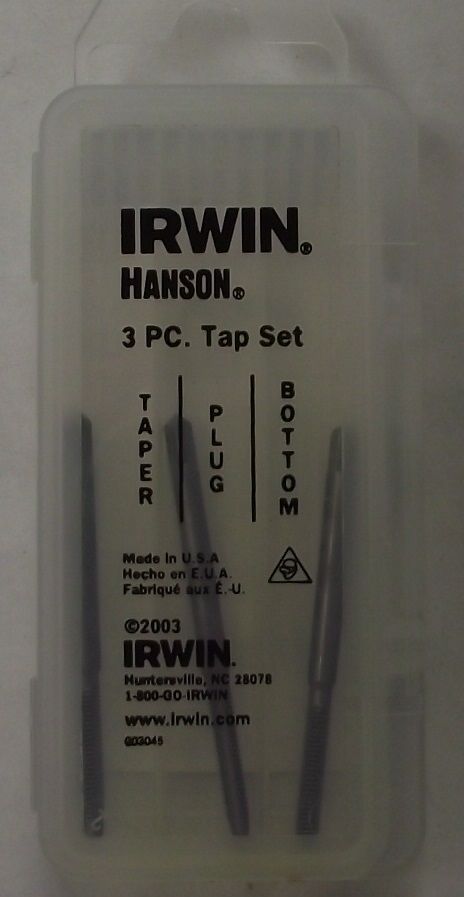 IRWIN®
HANSON®
3 PC. Tap Set
TAPER
PLUG
BOTTOM
Made in U.S.A
Hecho en E.U.A.
Fabriqué aux É.-U.
©2003
IRWIN.
Huntersville, NC 28078
1-800-GO-IRWIN
www.irwin.com